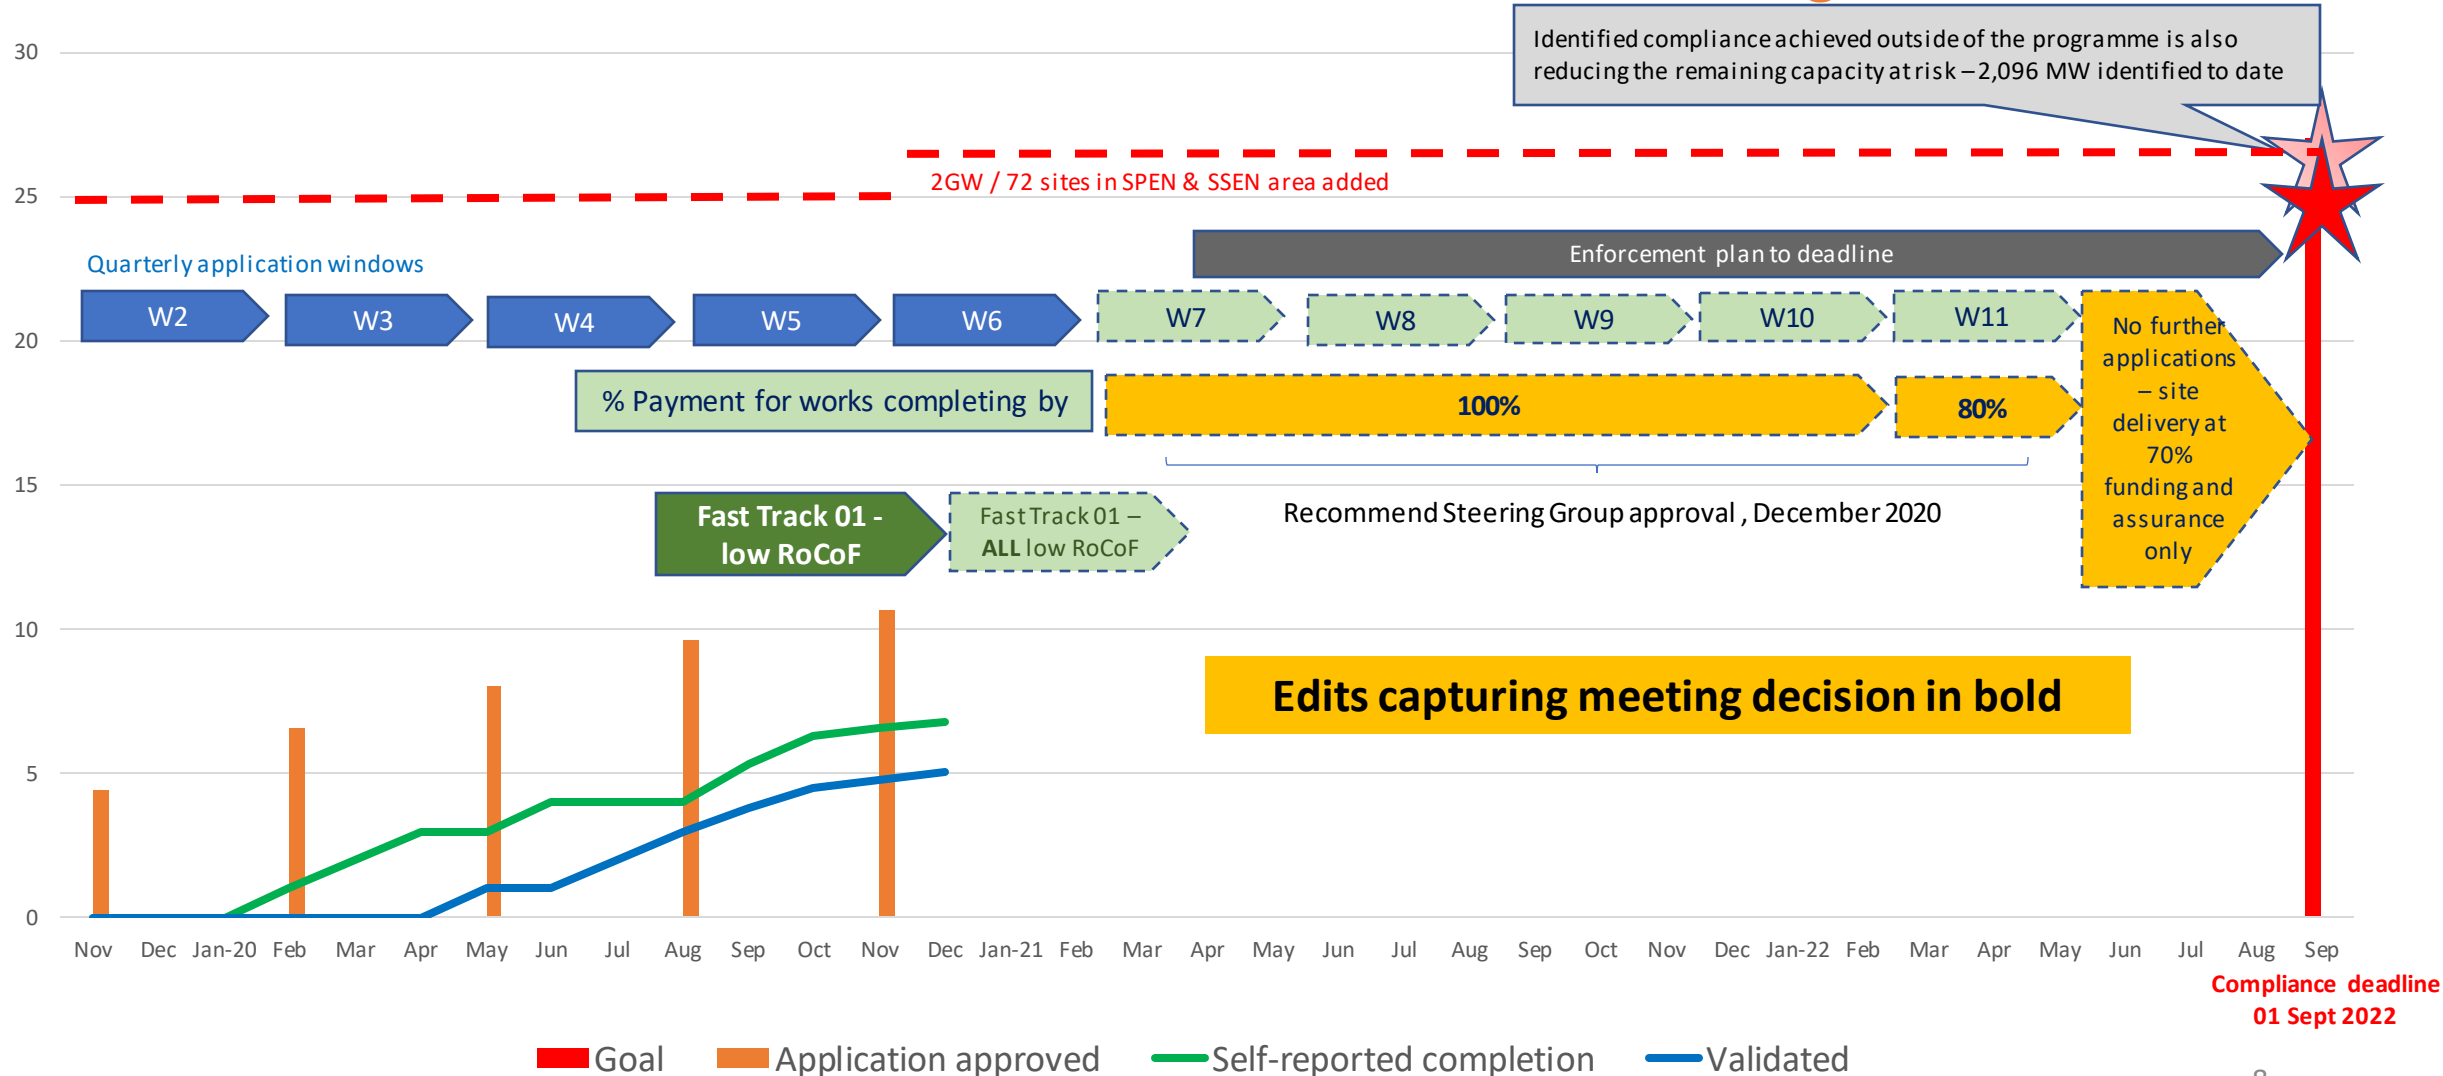 Identified compliance achieved outside of the programme is also
reducing the remaining capacity at risk – 2,096 MW identified to date
30
2GW / 72 sites in SPEN & SSEN area added
25
Enforcement plan to deadline
Quarterly application windows
W2
W3
W4
W5
W6
W7
W8
W9
W10
W11
20
No further
applications
– site
delivery at
70%
funding and
assurance
only
% Payment for works completing by
100%
80%
15
Fast Track 01 -
low RoCoF
Fast Track 01 –
ALL low RoCoF
Recommend Steering Group approval , December 2020
10
Edits capturing meeting decision in bold
5
0
Nov Dec Jan-20 Feb Mar Apr May Jun Jul Aug Sep Oct Nov Dec Jan-21 Feb Mar Apr May Jun Jul Aug Sep Oct Nov Dec Jan-22 Feb Mar Apr May Jun Jul Aug Sep
Compliance deadline
01 Sept 2022
Goal Application approved Self-reported completion Validated